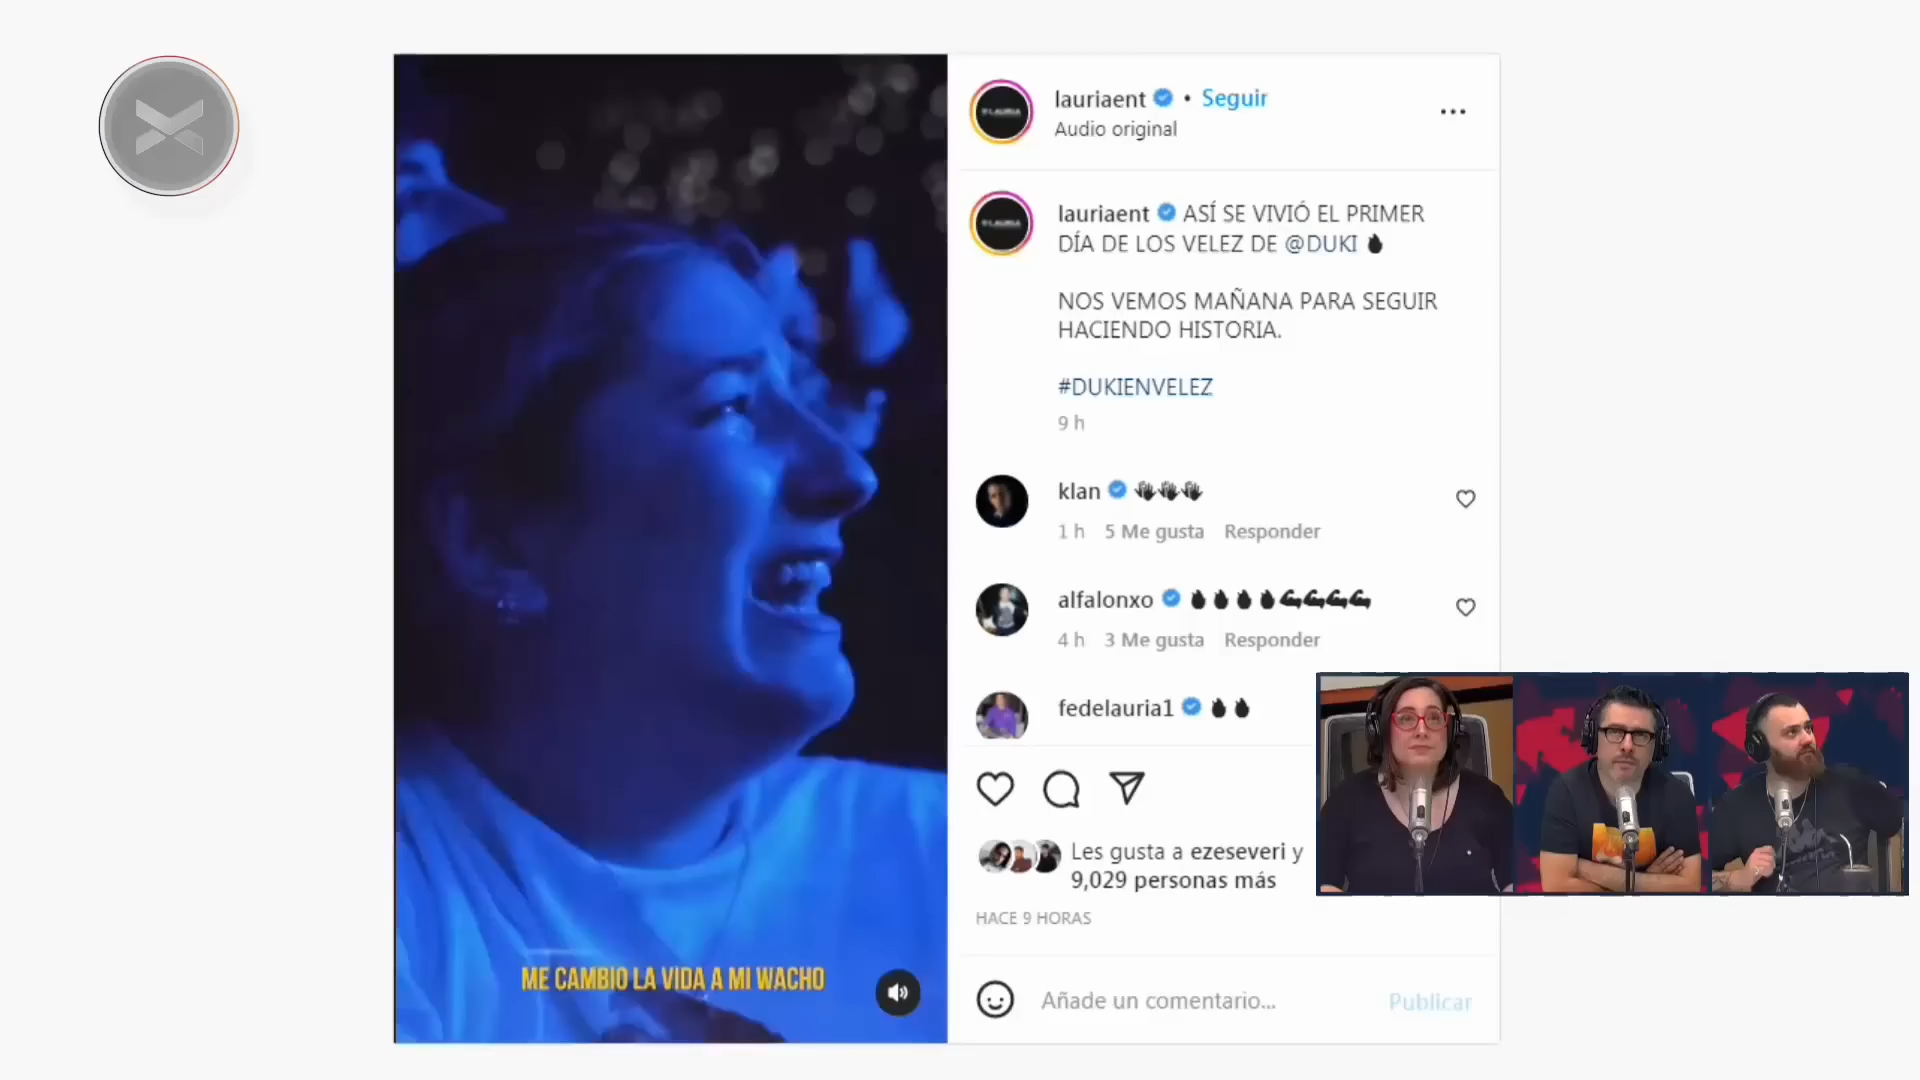 lauriaent • Seguir
Audio original
lauriaent ASÍ SE VIVIÓ EL PRIMER
DÍA DE LOS VELEZ DE @DUKI
NOS VEMOS MAÑANA PARA SEGUIR
HACIENDO HISTORIA.
#DUKIENVELEZ
9 h
klan
1 h 5 Me gusta Responder
alfalonxo
4 h 3 Me gusta Responder
fedelauria1
Les gusta a ezeseveri y
9,029 personas más
HACE 9 HORAS
Añade un comentario... Publicar
ME CAMBIO LA VIDA A MI WACHO